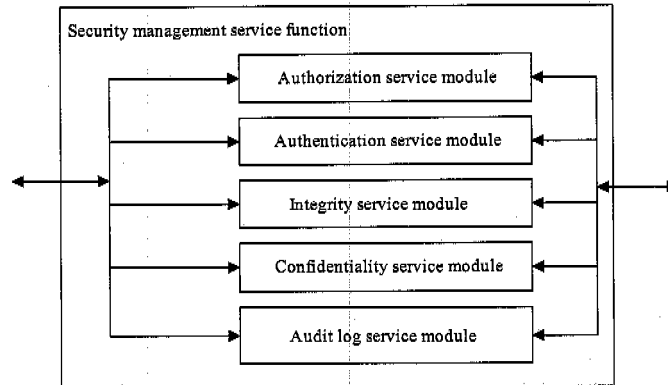 Security management service function
Authorization service module
Authentication service module
Integrity service module
Confidentiality service module
Audit log service module